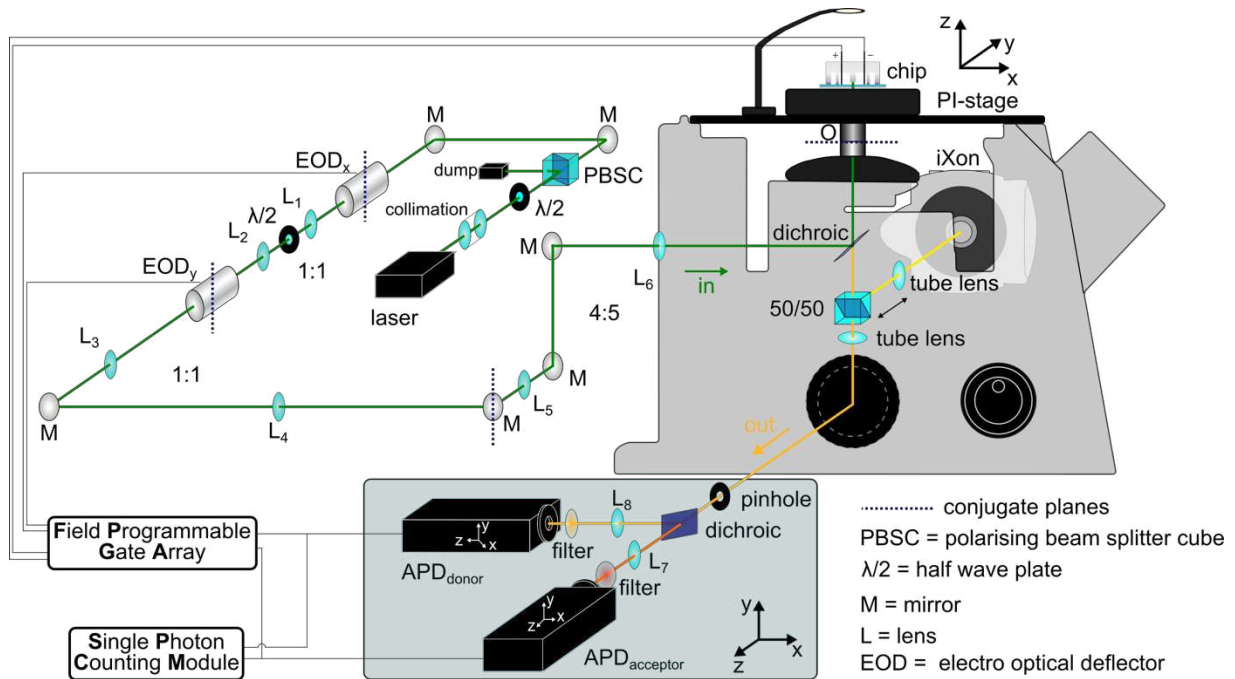 z
y
x
+
−
chip
PI-stage
O
iXon
M
M
EODx
dump
PBSC
λ/2
L1
λ/2
L2
collimation
1:1
M
dichroic
L6
in
tube lens
EODy
laser
4:5
50/50
tube lens
L3
1:1
M
L5
M
L4
M
out
pinhole
conjugate planes
L8
dichroic
PBSC = polarising beam splitter cube
Field Programmable
Gate Array
y
z
x
filter
APDdonor
L7
filter
λ/2 = half wave plate
M = mirror
y
x
z
y
x
z
L = lens
Single Photon
Counting Module
APDacceptor
EOD = electro optical deflector